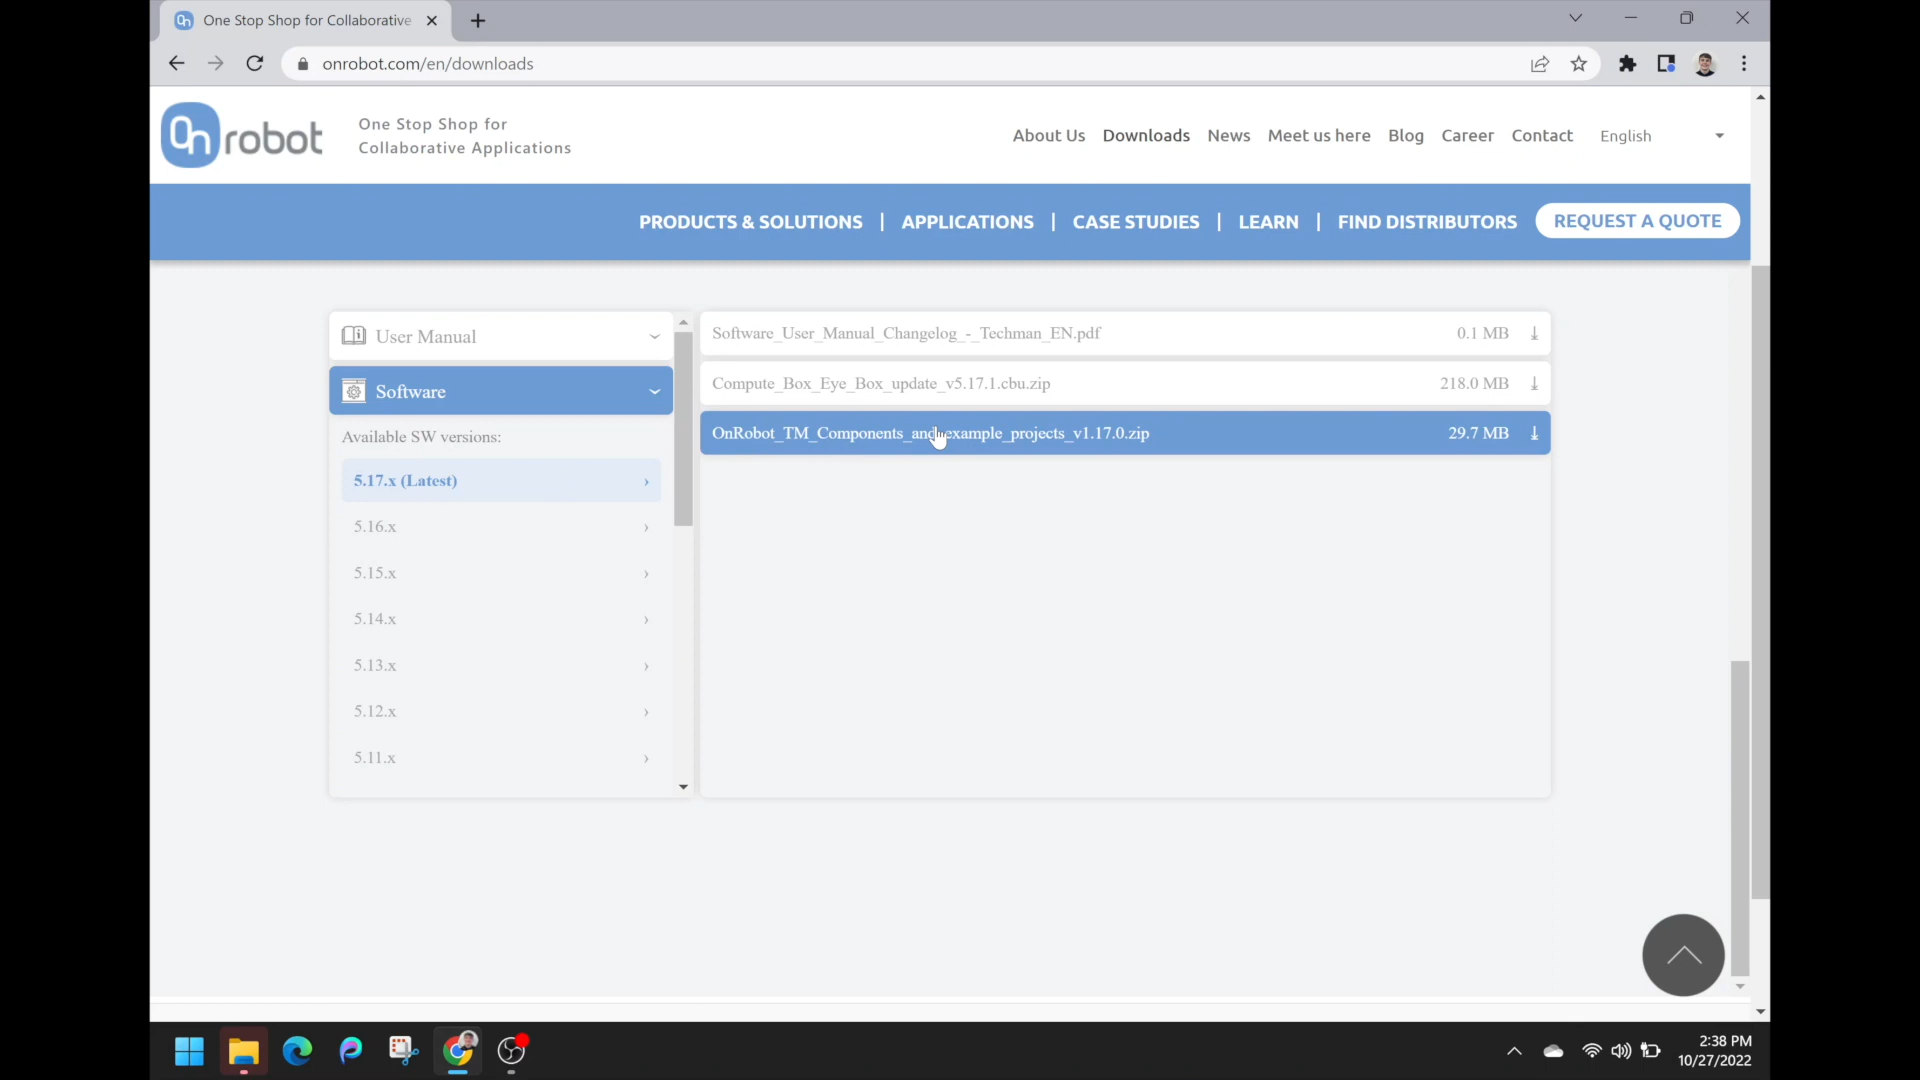 One Stop Shop for Collaborative
onrobot.com/en/downloads
On robot
One Stop Shop for
Collaborative Applications
About Us Downloads News Meet us here Blog Career Contact English
PRODUCTS & SOLUTIONS | APPLICATIONS | CASE STUDIES | LEARN | FIND DISTRIBUTORS REQUEST A QUOTE
User Manual
Software
Available SW versions:
5.17.x (Latest)
5.16.x
5.15.x
5.14.x
5.13.x
5.12.x
5.11.x
Software_User_Manual_Changelog_-_Techman_EN.pdf 0.1 MB
Compute_Box_Eye_Box_update_v5.17.1.cbu.zip 218.0 MB
OnRobot_TM_Components_and_example_projects_v1.17.0.zip 29.7 MB
2:38 PM
10/27/2022